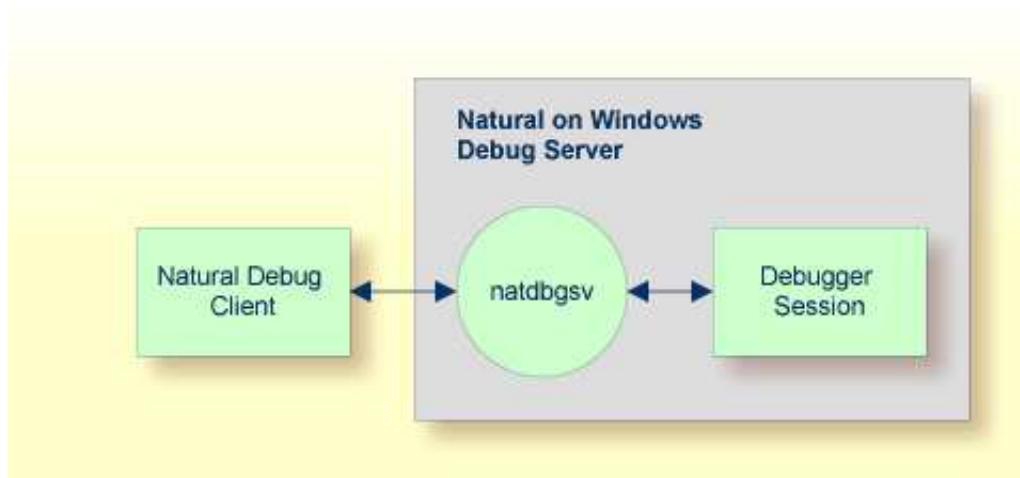 Natural on Windows
Debug Server
Natural Debug
Client
natdbgsv
Debugger
Session